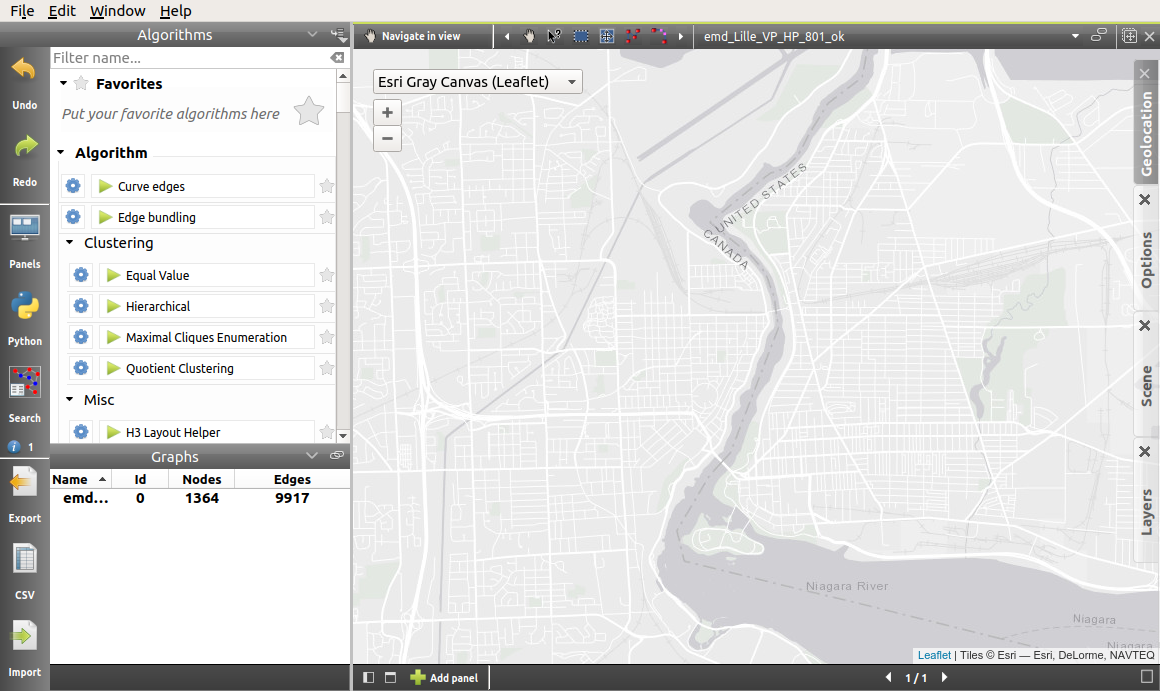 File Edit Window Help
Algorithms
Undo
Redo
Panels
Python
Search
1
Export
CSV
Import
Filter name...
Favorites
Put your favorite algorithms here
Algorithm
Curve edges
Edge bundling
Clustering
Equal Value
Hierarchical
Maximal Cliques Enumeration
Quotient Clustering
Misc
H3 Layout Helper
Graphs
Name Id Nodes Edges
emd... 0 1364 9917
Navigate in view
emd_Lille_VP_HP_801_ok
Esri Gray Canvas (Leaflet)
+
−
UNITED STATES
CANADA
Niagara River
Niagara
Niagara
Leaflet | Tiles © Esri — Esri, DeLorme, NAVTEQ
Geolocation
Options
Scene
Layers
Add panel
1 / 1